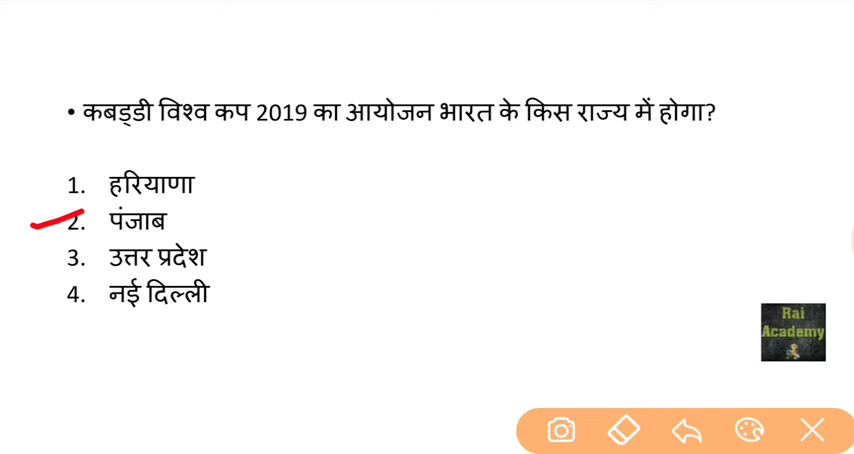 • कबड्डी विश्व कप 2019 का आयोजन भारत के किस राज्य में होगा?
1. हरियाणा
2. पंजाब
3. उत्तर प्रदेश
4. नई दिल्ली
Rai
Academy